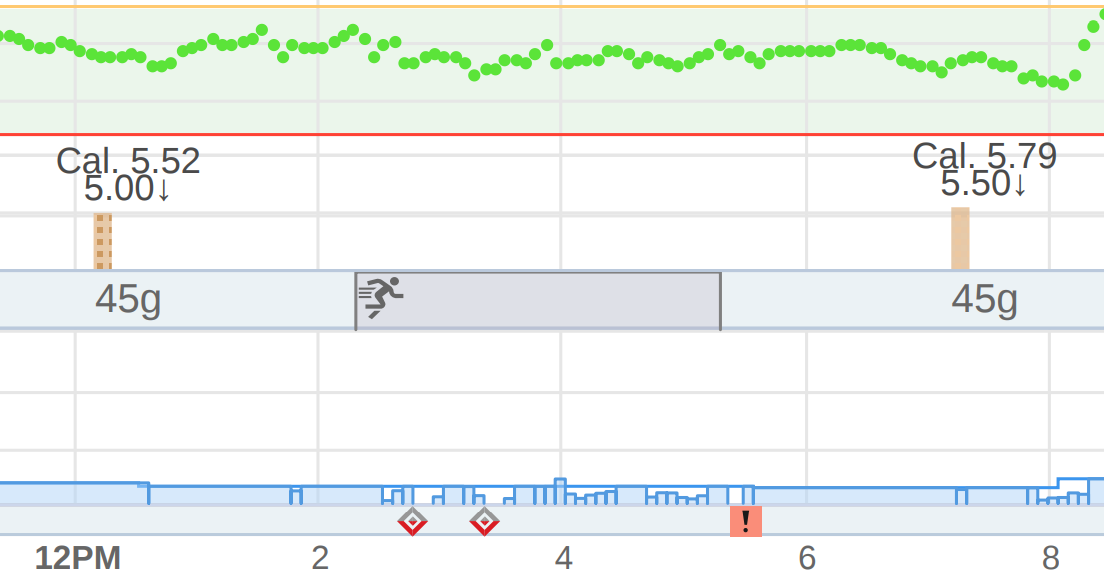 Cal. 5.52
5.00↓
Cal. 5.79
5.50↓
45g
45g
!
12PM 2 4 6 8